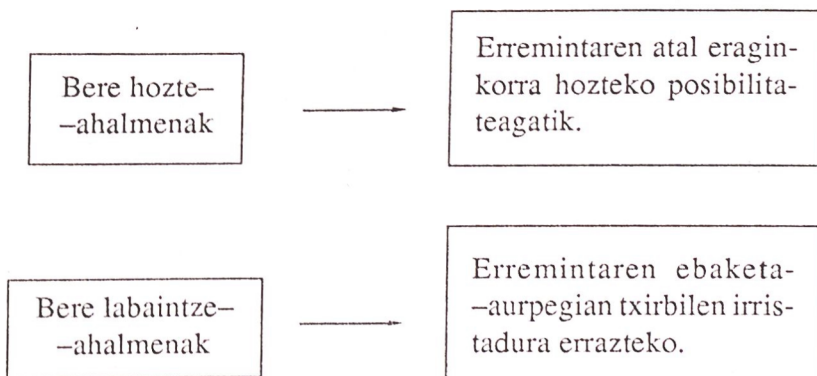 Bere hozte–
–ahalmenak
Erremintaren atal eragin-
korra hozteko posibilita-
teagatik.
Bere labaintze–
–ahalmenak
Erremintaren ebaketa-
–aurpegian txirbilen irris-
tadura errazteko.